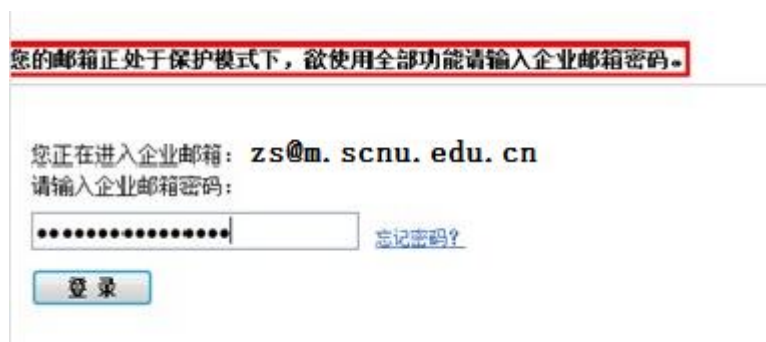 您的邮箱正处于保护模式下，欲使用全部功能请输入企业邮箱密码。
您正在进入企业邮箱：zs@m.scnu.edu.cn
请输入企业邮箱密码：
●●●●●●●●●●●●●●●● 忘记密码？
登 录